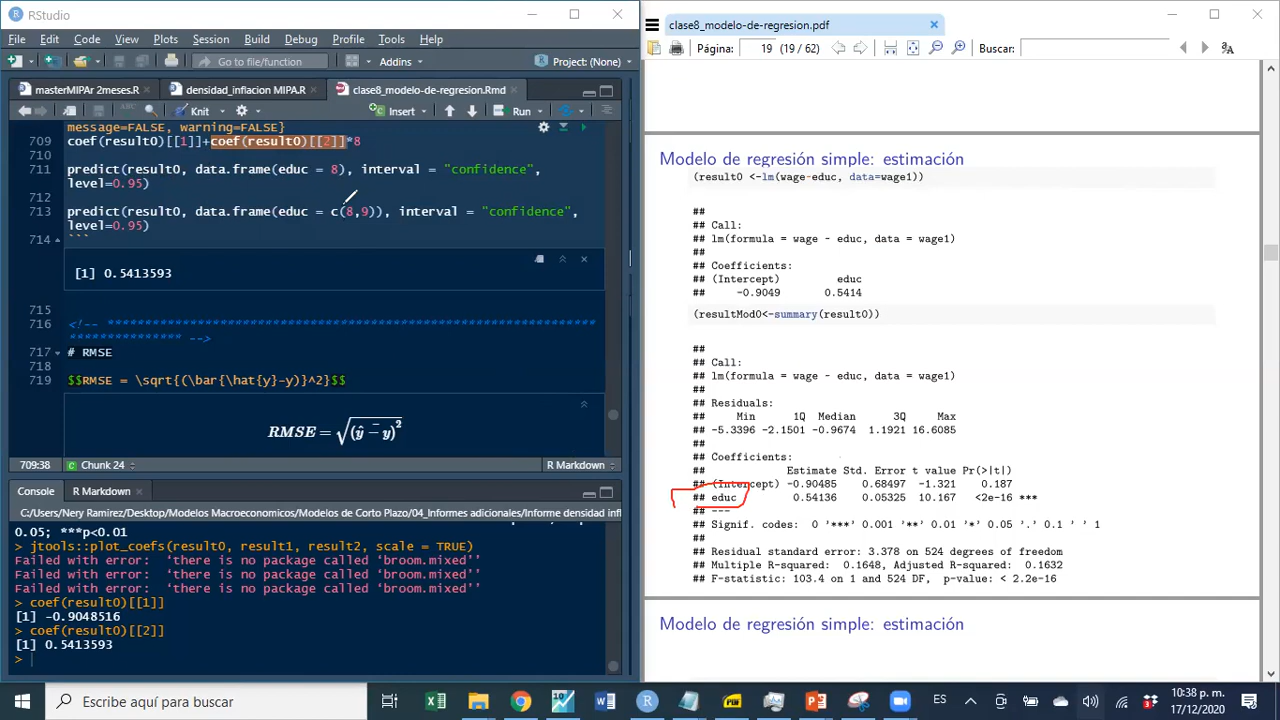 RStudio
File Edit Code View Plots Session Build Debug Profile Tools Help
Go to file/function
Addins
Project: (None)
masterMIPAr 2meses.R
densidad_inflacion MIPA.R
clase8_modelo-de-regresion.Rmd
Knit
Insert
Run
message=FALSE, warning=FALSE}
709 coef(result0)[[1]]+coef(result0)[[2]]*8
710
711 predict(result0, data.frame(educ = 8), interval = "confidence",
level=0.95)
712
713 predict(result0, data.frame(educ = c(8,9)), interval = "confidence",
level=0.95)
714 ```
[1] 0.5413593
715
716 <!-- ****************************************************************
*************** -->
717 # RMSE
718
719 $$RMSE = \sqrt{(\bar{\hat{y}-y)}^2}$$
709:38 Chunk 24 R Markdown
Console R Markdown
C:/Users/Nery Ramirez/Desktop/Modelos Macroeconomicos/Modelos de Corto Plazo/04_Informes adicionales/Informe densidad infl
0.05; ***p<0.01
> jtools::plot_coefs(result0, result1, result2, scale = TRUE)
Failed with error:  ‘there is no package called ‘broom.mixed’’
Failed with error:  ‘there is no package called ‘broom.mixed’’
Failed with error:  ‘there is no package called ‘broom.mixed’’
> coef(result0)[[1]]
[1] -0.9048516
> coef(result0)[[2]]
[1] 0.5413593
>
clase8_modelo-de-regresion.pdf
Página: 19 (19 / 62) Buscar:
Modelo de regresión simple: estimación
(result0 <-lm(wage~educ, data=wage1))
##
## Call:
## lm(formula = wage ~ educ, data = wage1)
##
## Coefficients:
## (Intercept) educ
## -0.9049 0.5414
(resultMod0<-summary(result0))
##
## Call:
## lm(formula = wage ~ educ, data = wage1)
##
## Residuals:
## Min 1Q Median 3Q Max
## -5.3396 -2.1501 -0.9674 1.1921 16.6085
##
## Coefficients:
## Estimate Std. Error t value Pr(>|t|)
## (Intercept) -0.90485 0.68497 -1.321 0.187
## educ 0.54136 0.05325 10.167 <2e-16 ***
## ---
## Signif. codes: 0 '***' 0.001 '**' 0.01 '*' 0.05 '.' 0.1 ' ' 1
##
## Residual standard error: 3.378 on 524 degrees of freedom
## Multiple R-squared: 0.1648, Adjusted R-squared: 0.1632
## F-statistic: 103.4 on 1 and 524 DF, p-value: < 2.2e-16
Modelo de regresión simple: estimación
Escribe aquí para buscar
ES
10:38 p. m.
17/12/2020